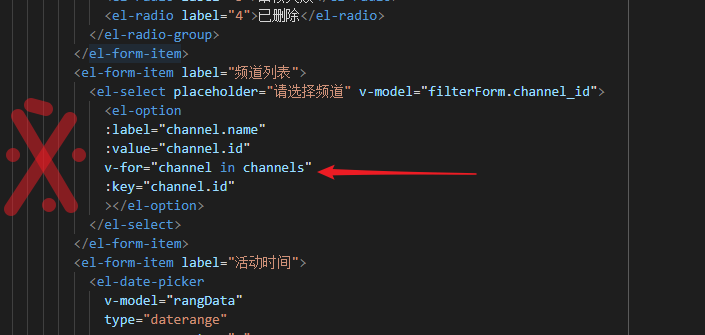 <el-radio label="4">已删除</el-radio>
</el-radio-group>
</el-form-item>
<el-form-item label="频道列表">
<el-select placeholder="请选择频道" v-model="filterForm.channel_id">
<el-option
:label="channel.name"
:value="channel.id"
v-for="channel in channels"
:key="channel.id"
></el-option>
</el-select>
</el-form-item>
<el-form-item label="活动时间">
<el-date-picker
v-model="rangData"
type="daterange"